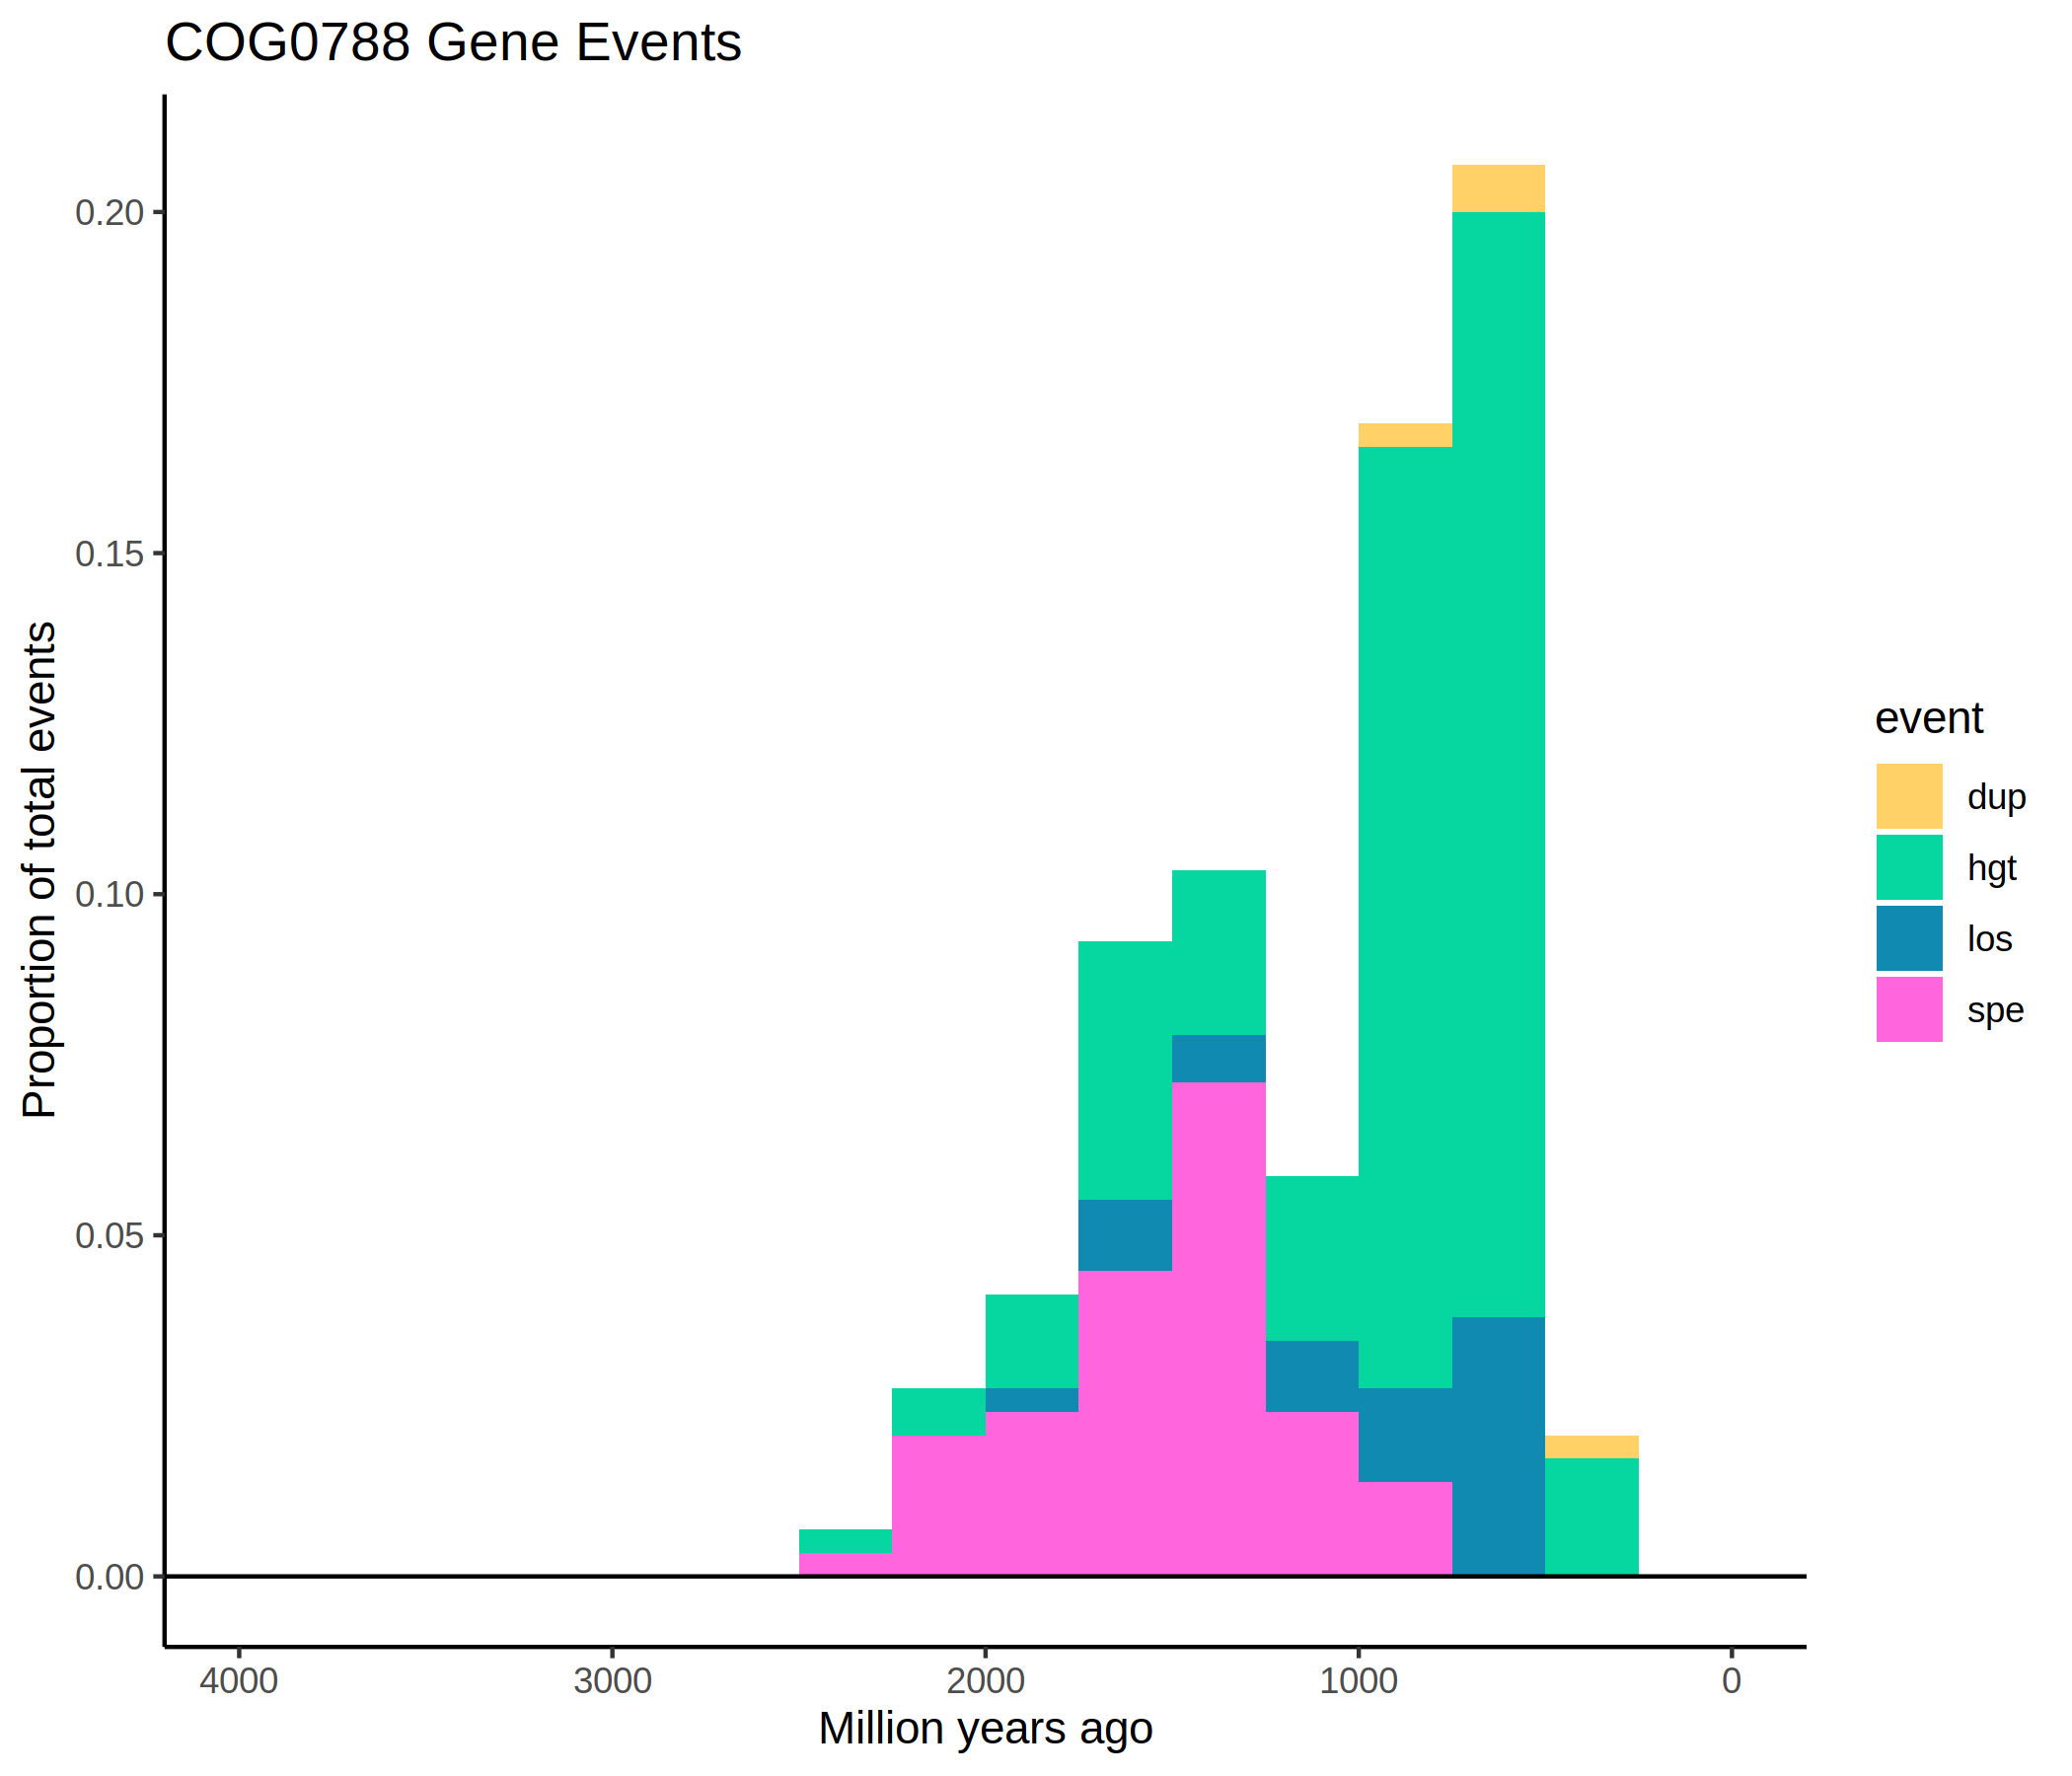 COG0788 Gene Events
Proportion of total events
0.20
0.15
0.10
0.05
0.00
4000 3000 2000 1000 0
Million years ago
event
dup
hgt
los
spe